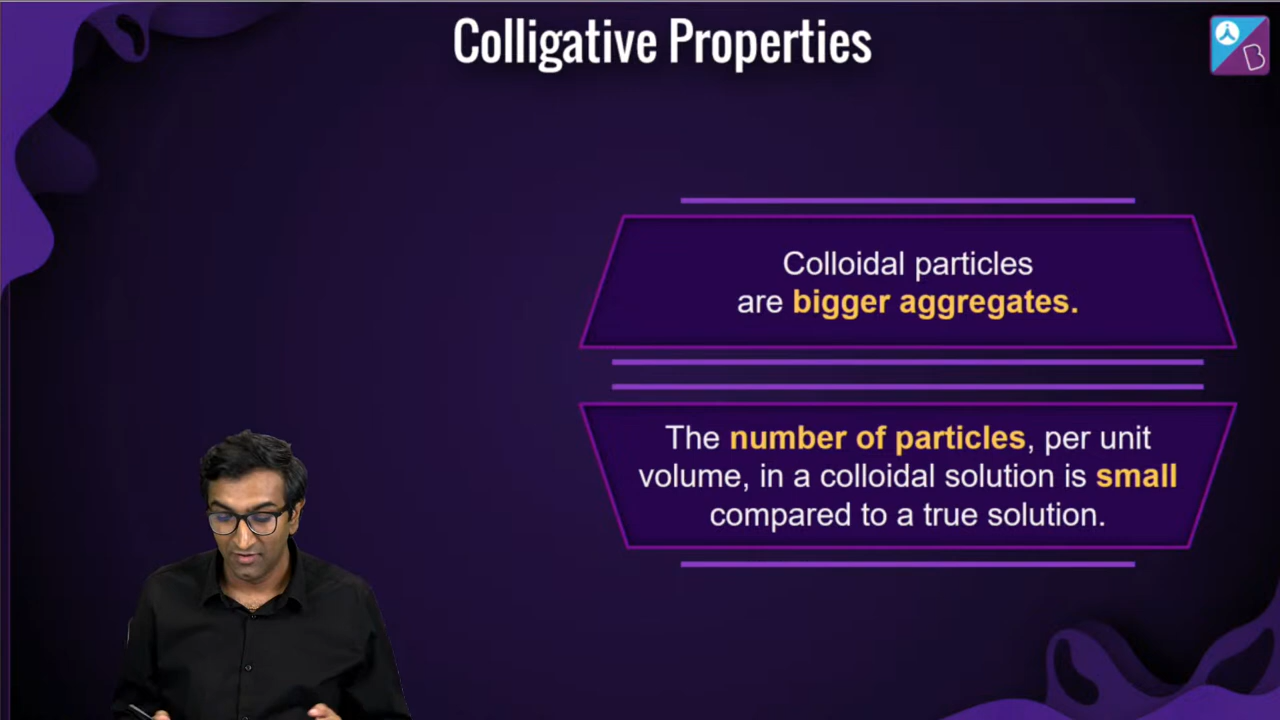 Colligative Properties
Colloidal particles
are bigger aggregates.
The number of particles, per unit
volume, in a colloidal solution is small
compared to a true solution.
B